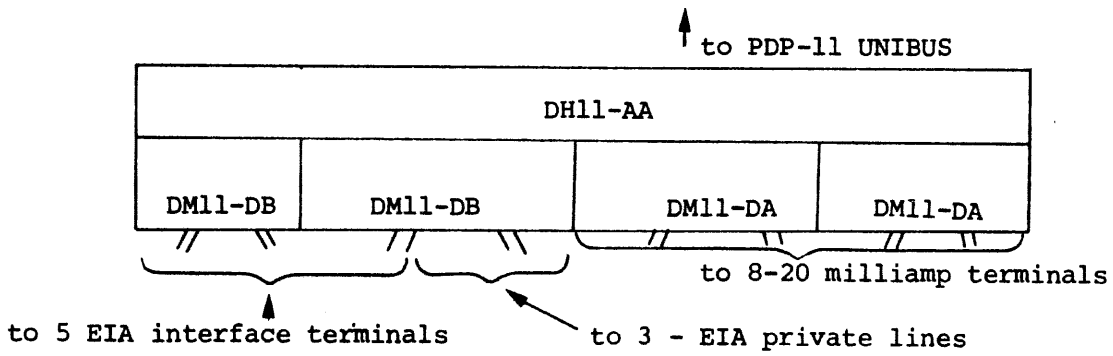 to PDP-11 UNIBUS
DH11-AA
DM11-DB DM11-DB DM11-DA DM11-DA
to 8-20 milliamp terminals
to 5 EIA interface terminals
to 3 - EIA private lines